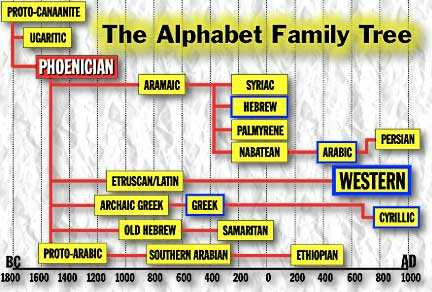 The Alphabet Family Tree
PROTO-CANAANITE
UGARITIC
PHOENICIAN
ARAMAIC
SYRIAC
HEBREW
PALMYRENE
NABATEAN
ARABIC
PERSIAN
ETRUSCAN/LATIN
WESTERN
ARCHAIC GREEK
GREEK
CYRILLIC
OLD HEBREW
SAMARITAN
PROTO-ARABIC
SOUTHERN ARABIAN
ETHIOPIAN
BC AD
1800 1600 1400 1200 1000 800 600 400 200 0 200 400 600 800 1000